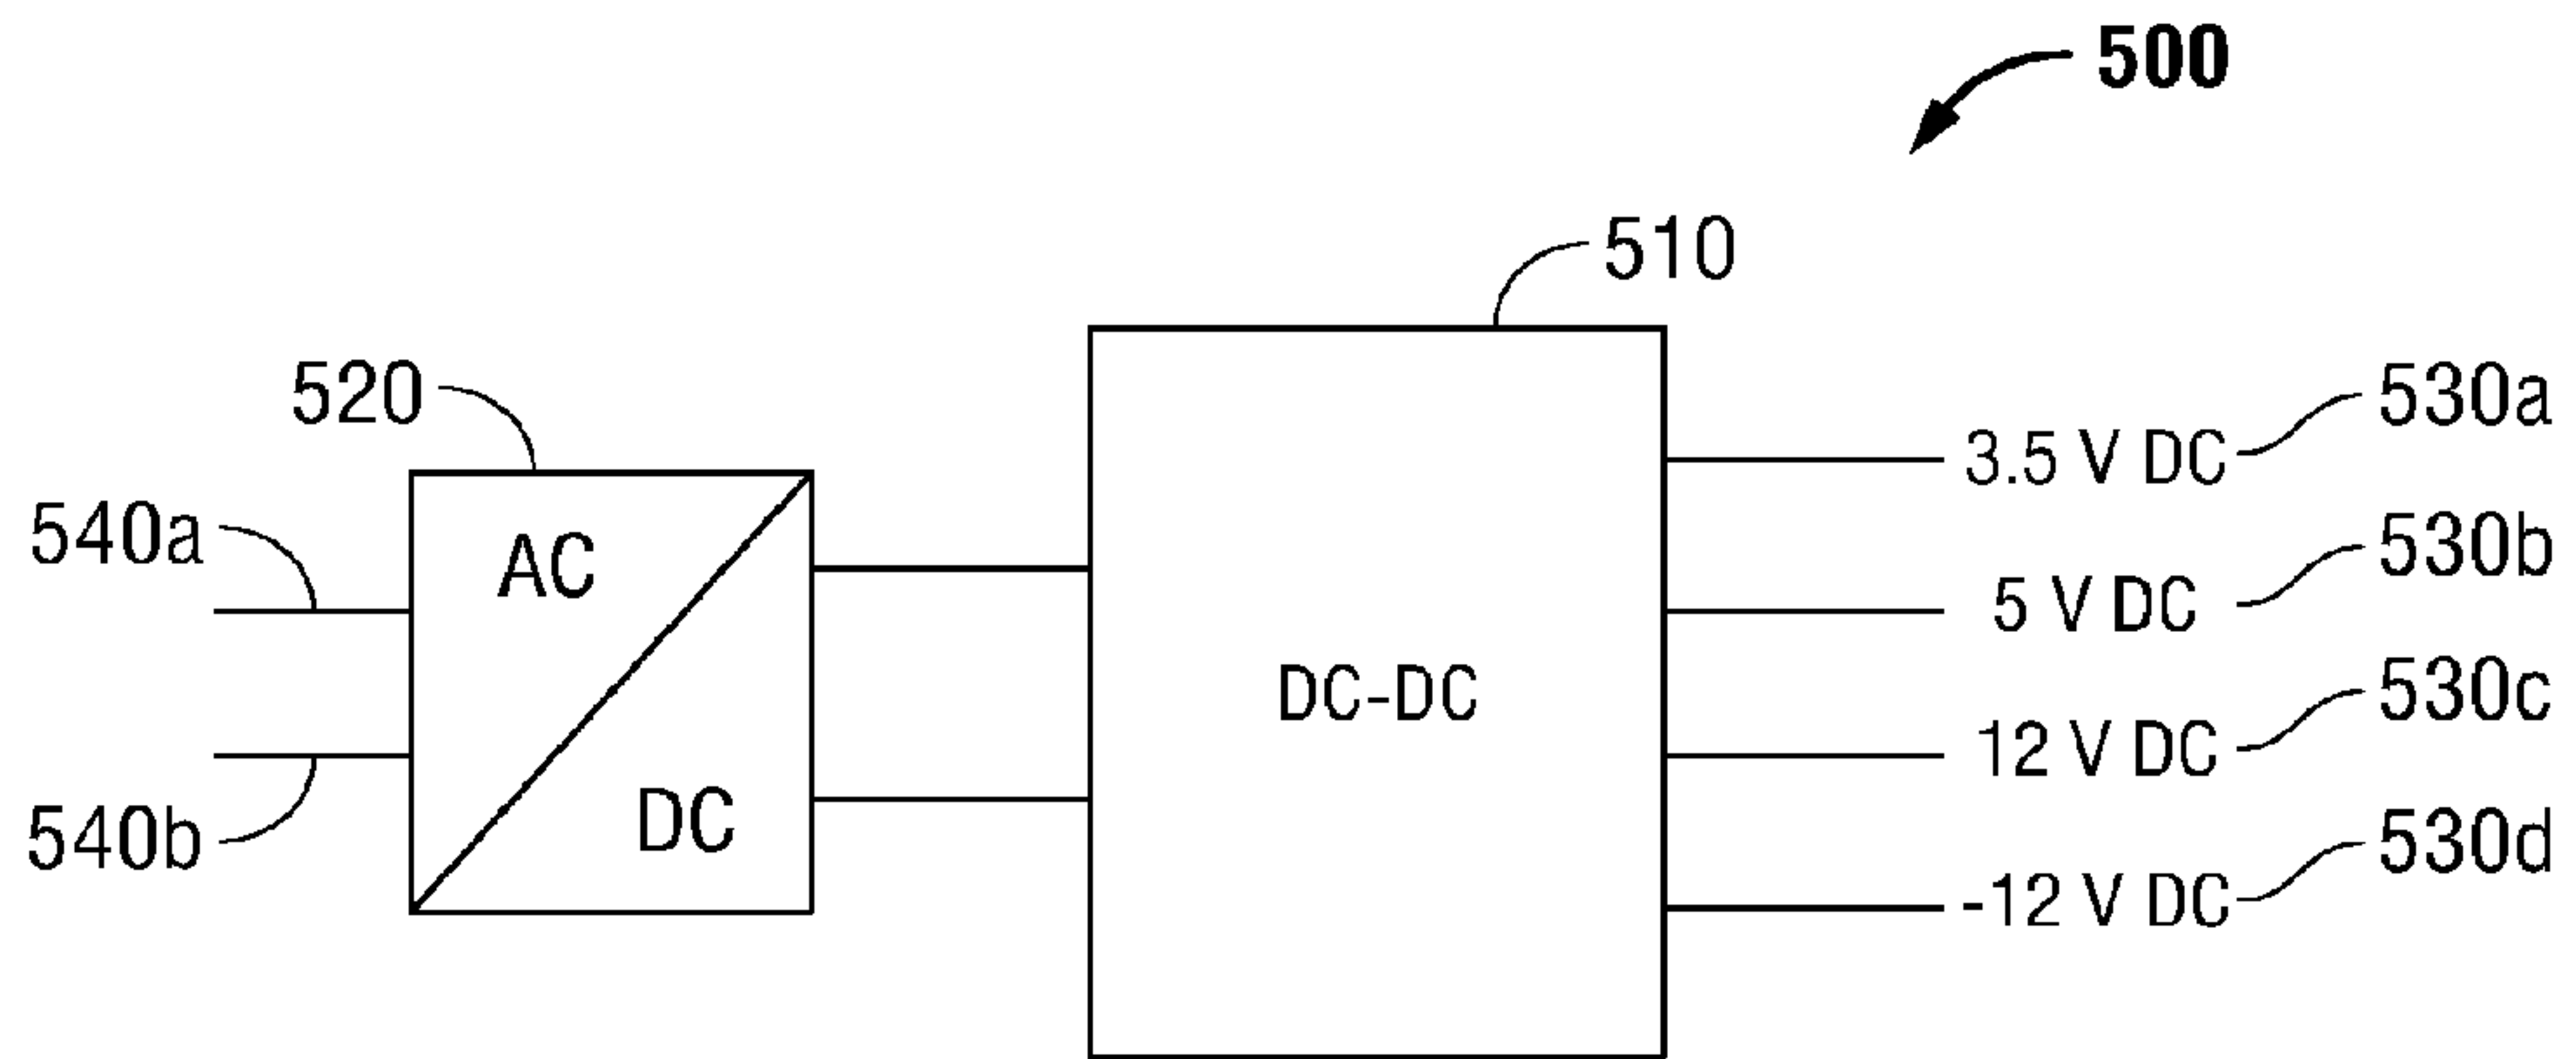 500
510
520
530a
3.5 V DC
540a
AC
530b
5 V DC
DC-DC
530c
12 V DC
540b
DC
530d
-12 V DC